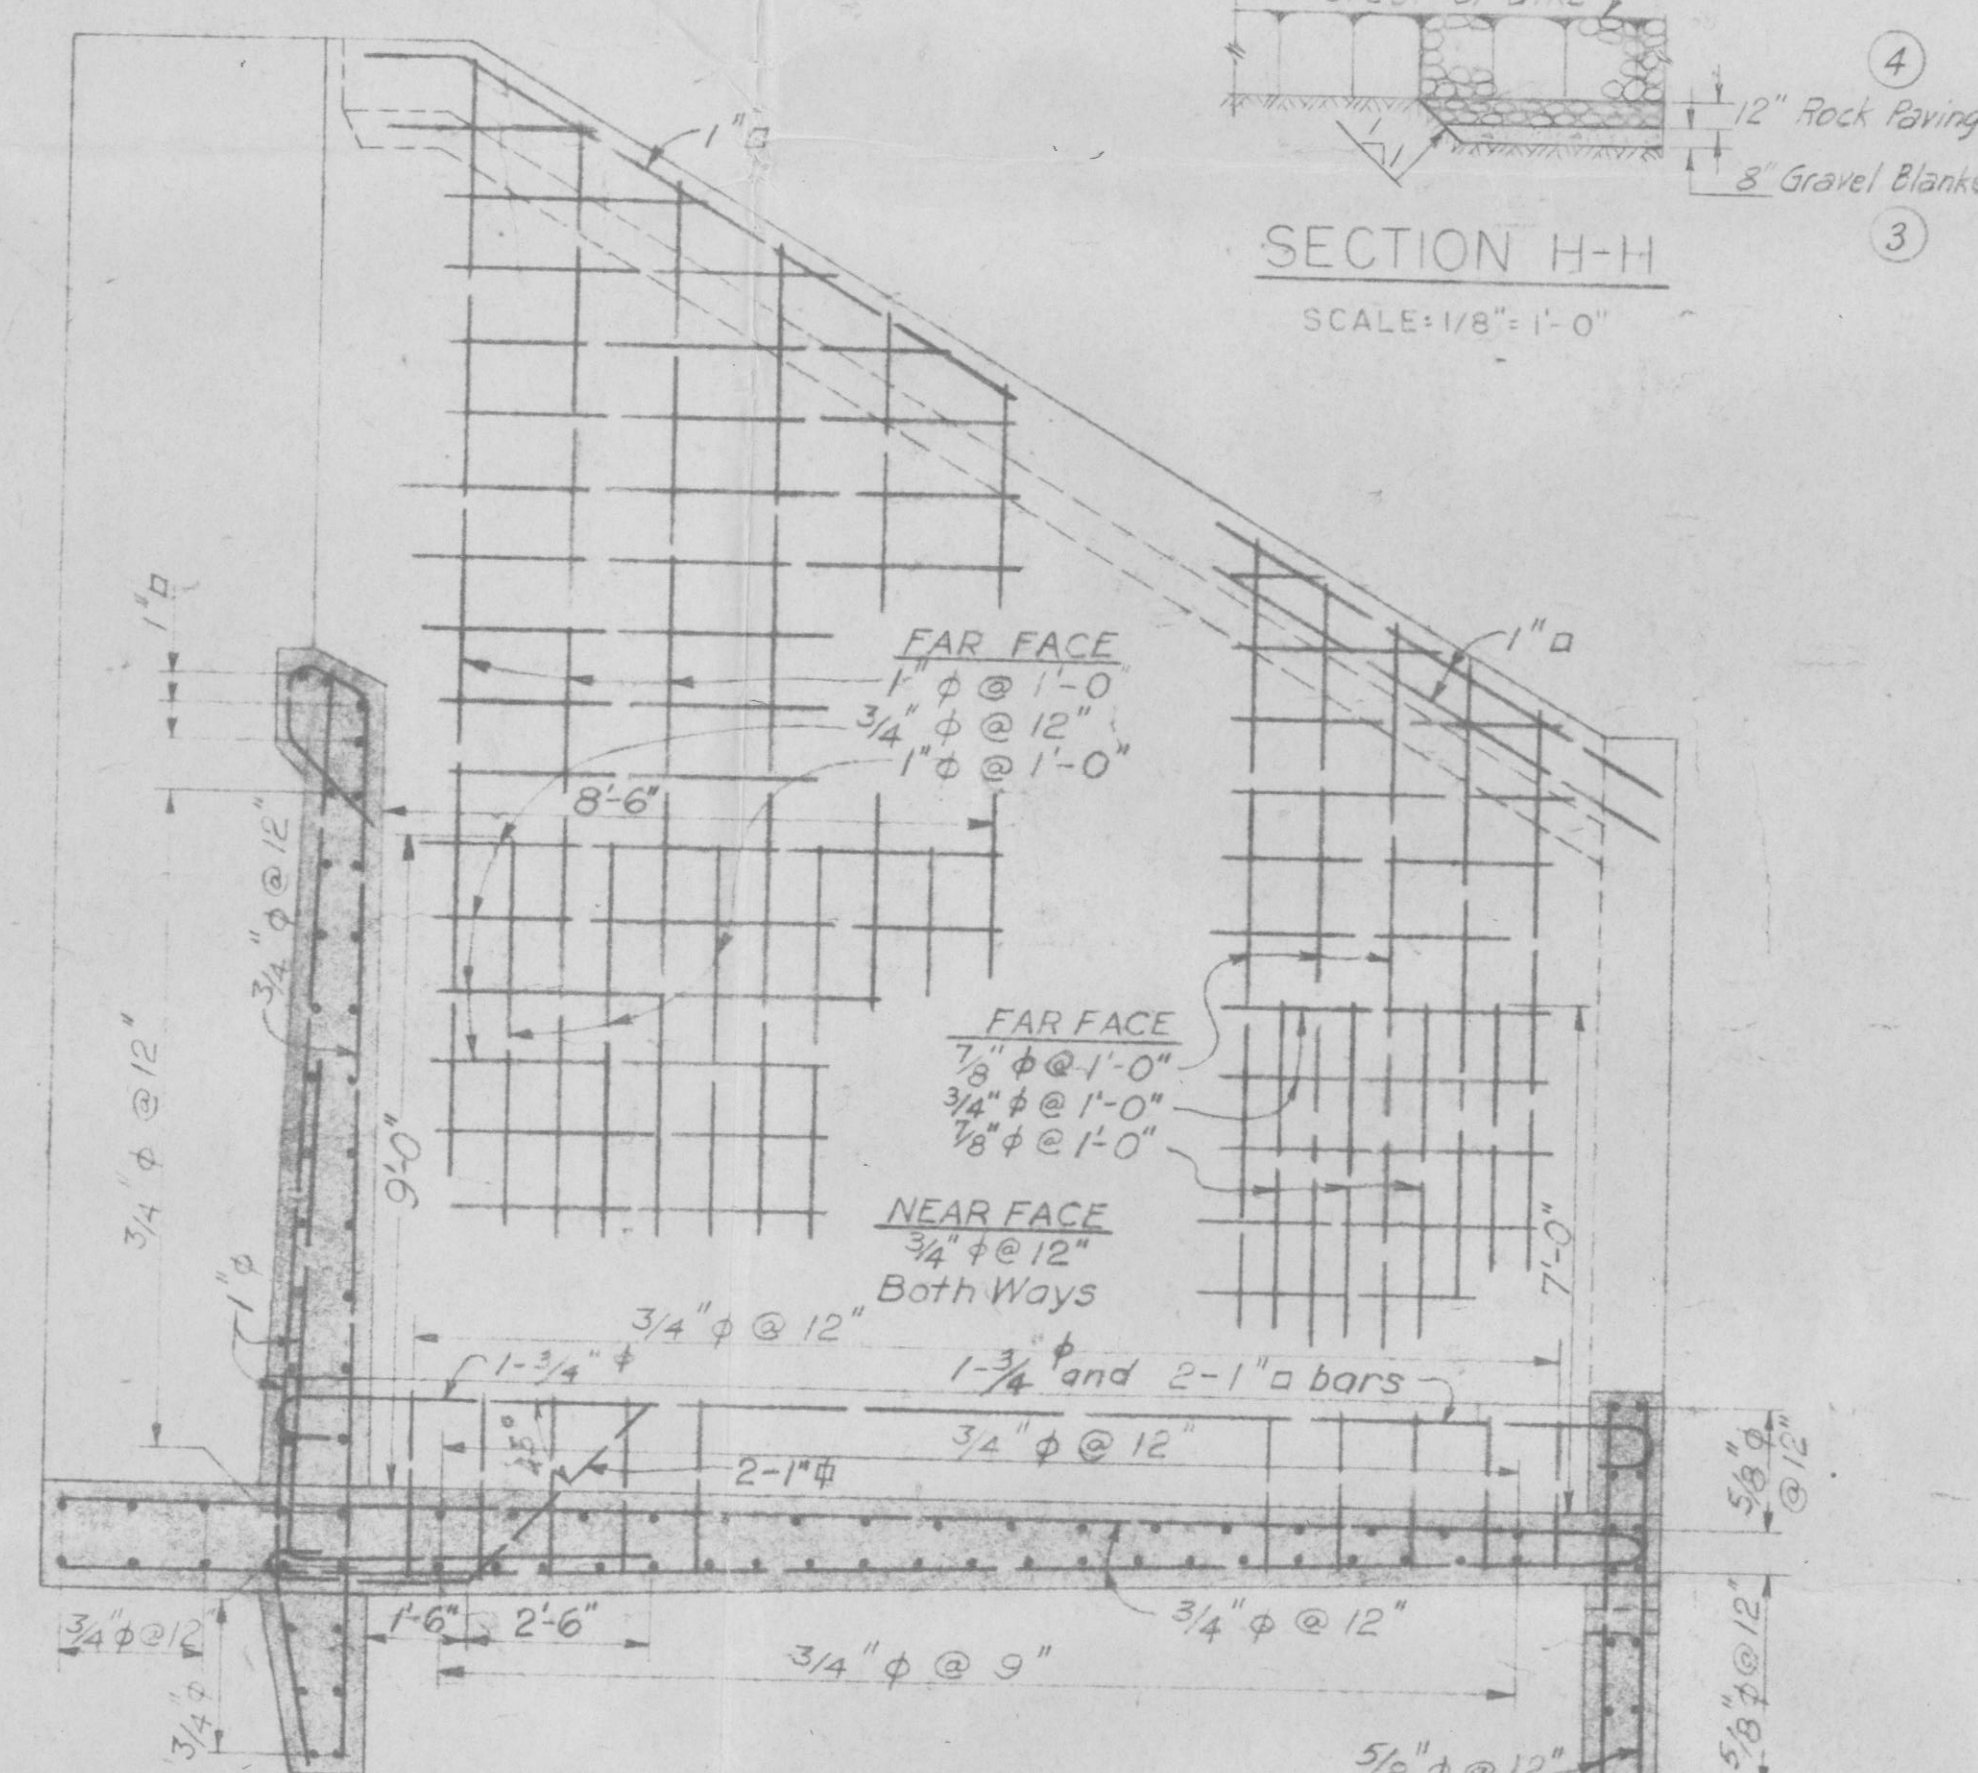 4
12" Rock Paving
8" Gravel
3
SECTION H-H
SCALE: 1/8" = 1'-0"
1"□
1"□
1"□
FAR FACE
1" ϕ @ 1'-0"
3/4" ϕ @ 12"
1" ϕ @ 1'-0"
8'-6"
3/4" ϕ @ 12"
3/4" ϕ @ 12"
9'-0"
FAR FACE
7/8" ϕ @ 1'-0"
3/4" ϕ @ 1'-0"
7/8" ϕ @ 1'-0"
NEAR FACE
3/4" ϕ @ 12"
Both Ways
7'-0"
1" ϕ
3/4" ϕ @ 12"
1-3/4" ϕ
1-3/4" ϕ and 2-1" □ bars
45°
3/4" ϕ @ 12"
2-1"
5/8" ϕ
@ 12"
3/4" ϕ @ 12
1'-6"
2'-6"
3/4" ϕ @ 12"
3/4" ϕ @ 9"
3/4" ϕ
5/8" ϕ @ 12"
5/8" ϕ @ 12"